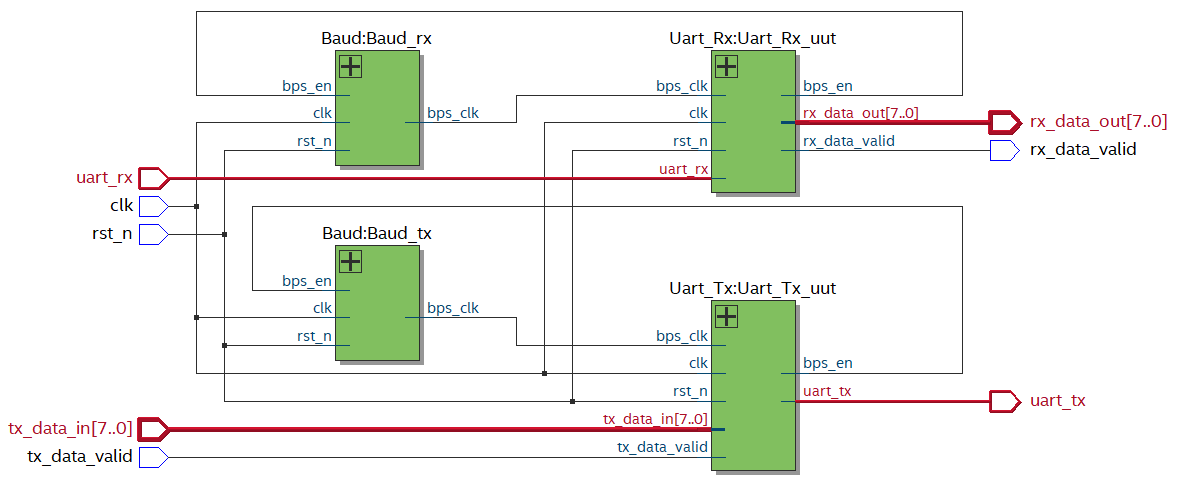 Baud:Baud_rx
Uart_Rx:Uart_Rx_uut
bps_en
bps_clk
bps_en
clk
bps_clk
clk
rx_data_out[7..0]
rx_data_out[7..0]
rst_n
rst_n
rx_data_valid
rx_data_valid
uart_rx
uart_rx
clk
rst_n
Baud:Baud_tx
bps_en
Uart_Tx:Uart_Tx_uut
clk
bps_clk
rst_n
bps_clk
clk
bps_en
rst_n
uart_tx
uart_tx
tx_data_in[7..0]
tx_data_in[7..0]
tx_data_valid
tx_data_valid